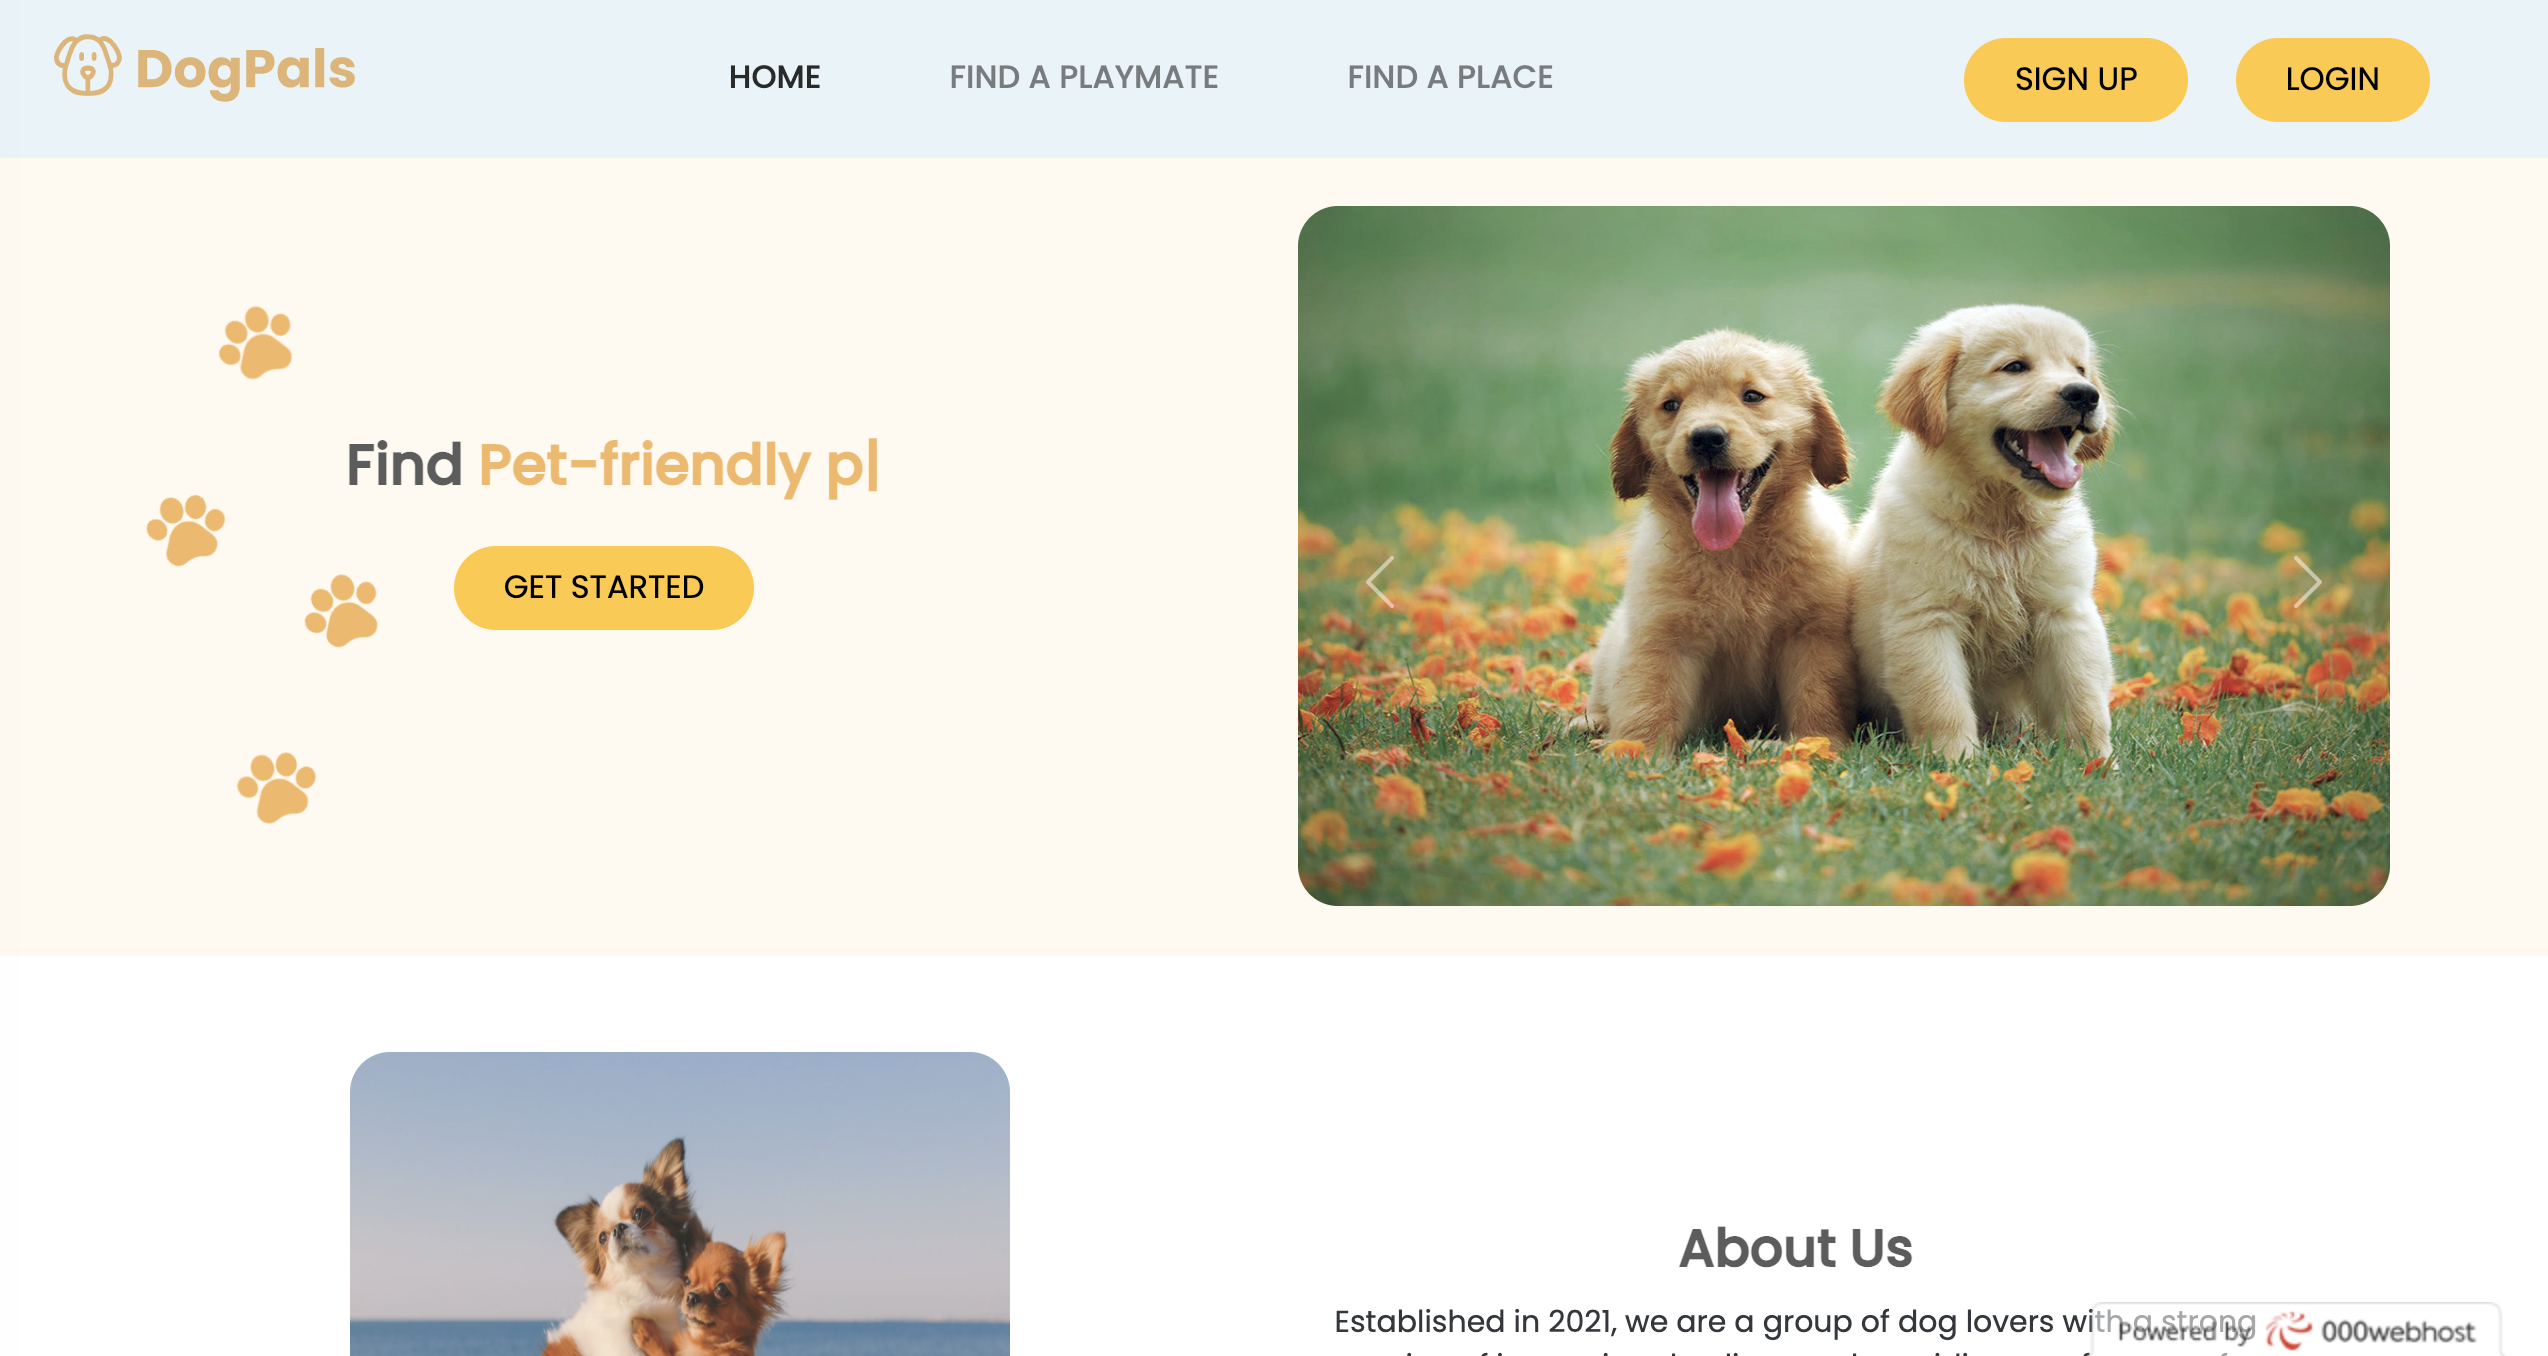 DogPals
HOME
FIND A PLAYMATE
FIND A PLACE
SIGN UP
LOGIN
Find Pet-friendly pl
GET STARTED
About Us
Established in 2021, we are a group of dog lovers with a strong
Powered by 000webhost